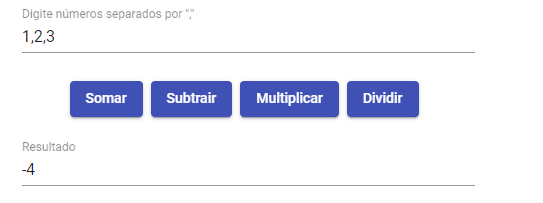 Digite números separados por ","
1,2,3
Somar Subtrair Multiplicar Dividir
Resultado
-4